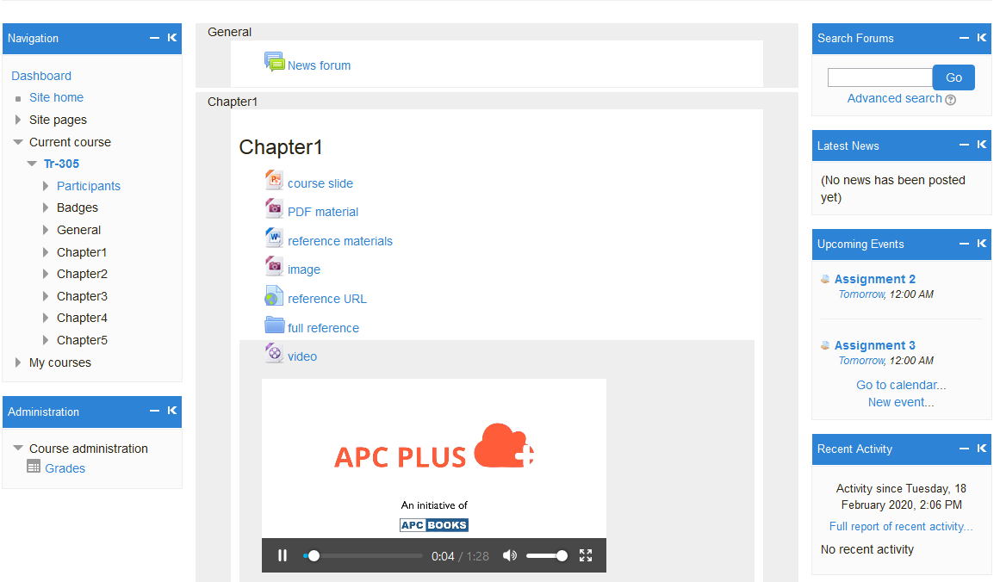 Navigation
Dashboard
Site home
Site pages
Current course
Tr-305
Participants
Badges
General
Chapter1
Chapter2
Chapter3
Chapter4
Chapter5
My courses
Administration
Course administration
Grades
General
News forum
Chapter1
Chapter1
course slide
PDF material
reference materials
image
reference URL
full reference
video
APC PLUS
An initiative of
APC BOOKS
0:04 / 1:28
Search Forums
Go
Advanced search
Latest News
(No news has been posted
yet)
Upcoming Events
Assignment 2
Tomorrow, 12:00 AM
Assignment 3
Tomorrow, 12:00 AM
Go to calendar...
New event...
Recent Activity
Activity since Tuesday, 18
February 2020, 2:06 PM
Full report of recent activity...
No recent activity